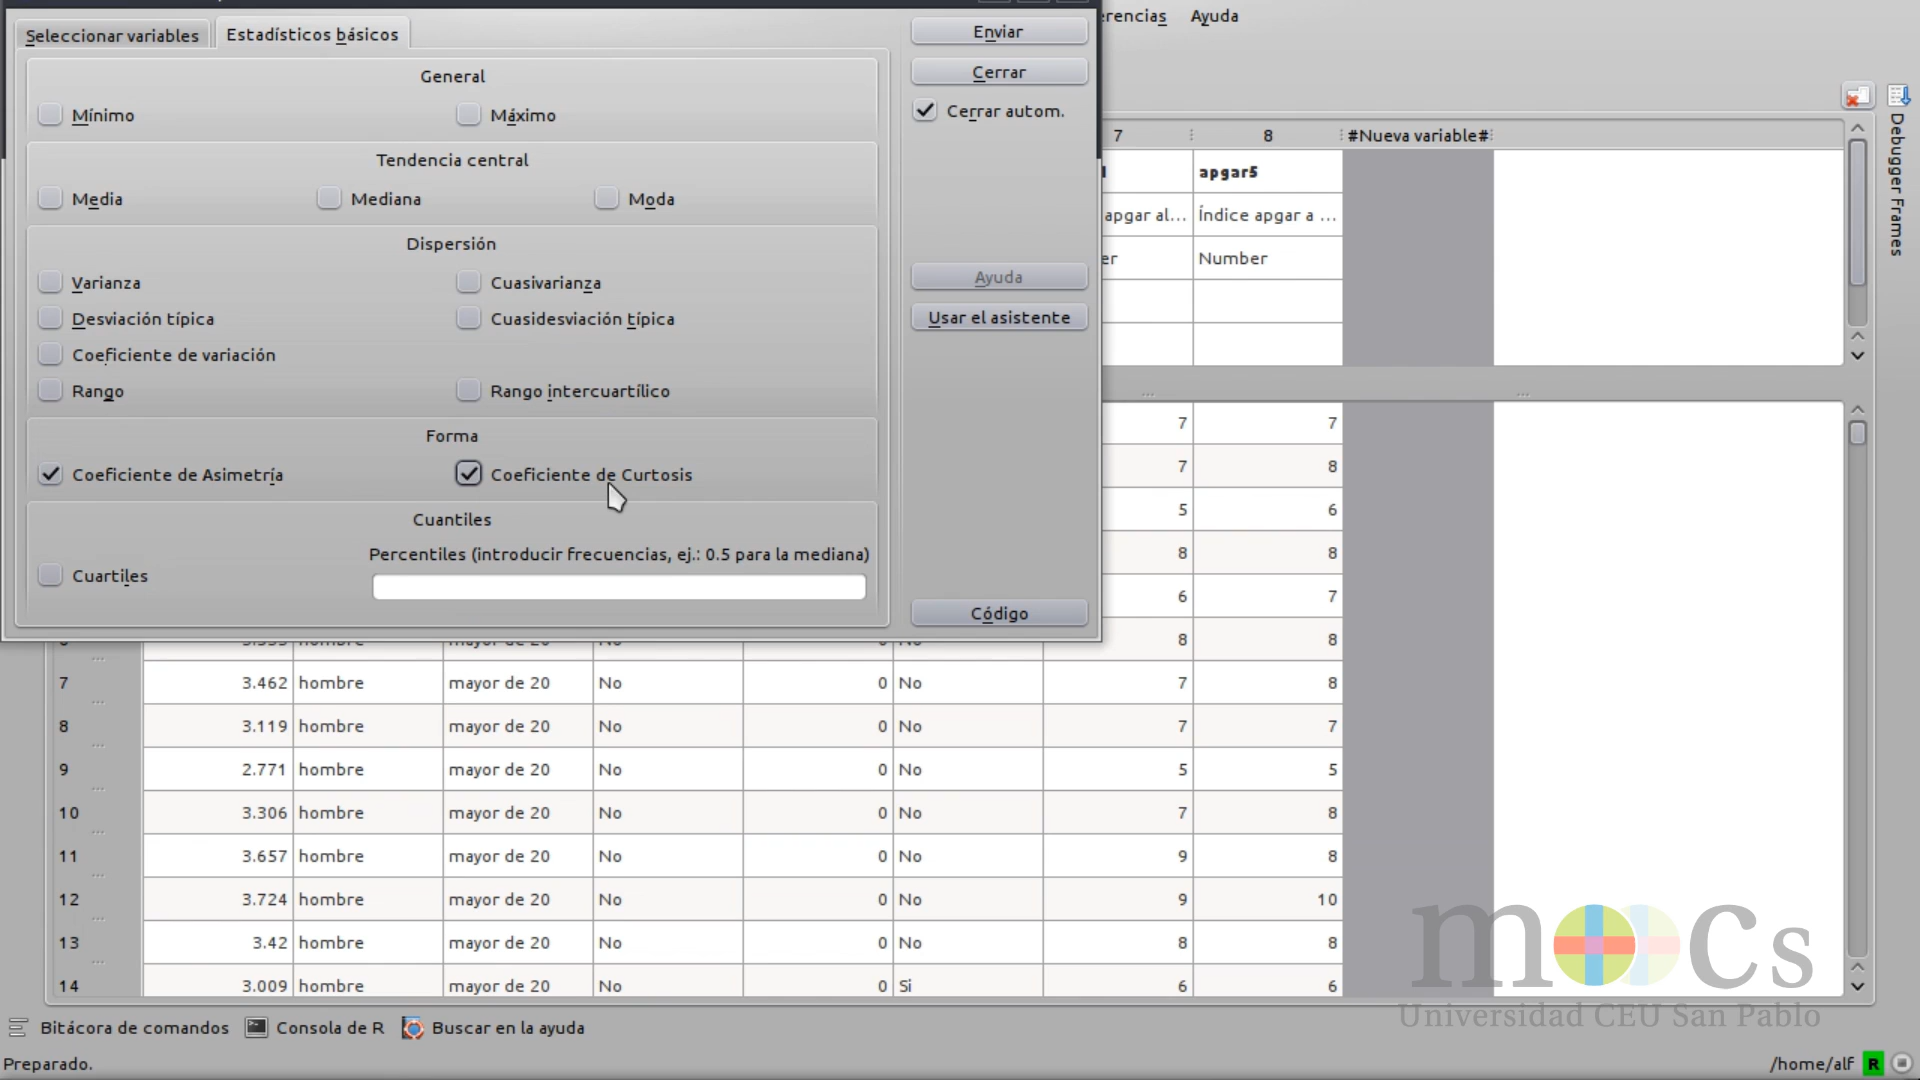 Seleccionar variables
Estadísticos básicos
Enviar
erencias
Ayuda
General
Cerrar
Mínimo
Máximo
Cerrar autom.
7
8
#Nueva variable#
Tendencia central
apgar5
Media
Mediana
Moda
apgar al...
Índice apgar a ...
Dispersión
er
Number
Varianza
Cuasivarianza
Ayuda
Desviación típica
Cuasidesviación típica
Usar el asistente
Coeficiente de variación
Rango
Rango intercuartílico
Forma
Coeficiente de Asimetría
Coeficiente de Curtosis
Cuantiles
Percentiles (introducir frecuencias, ej.: 0.5 para la mediana)
Cuartiles
Código
Debugger Frames
7 7
7 8
5 6
8 8
6 7
8 8
7 3.462 hombre mayor de 20 No 0 No 7 8
8 3.119 hombre mayor de 20 No 0 No 7 7
9 2.771 hombre mayor de 20 No 0 No 5 5
10 3.306 hombre mayor de 20 No 0 No 7 8
11 3.657 hombre mayor de 20 No 0 No 9 8
12 3.724 hombre mayor de 20 No 0 No 9 10
13 3.42 hombre mayor de 20 No 0 No 8 8
14 3.009 hombre mayor de 20 No 0 Si 6 6
moocs
Universidad CEU San Pablo
Bitácora de comandos
Consola de R
Buscar en la ayuda
Preparado.
/home/alf
R